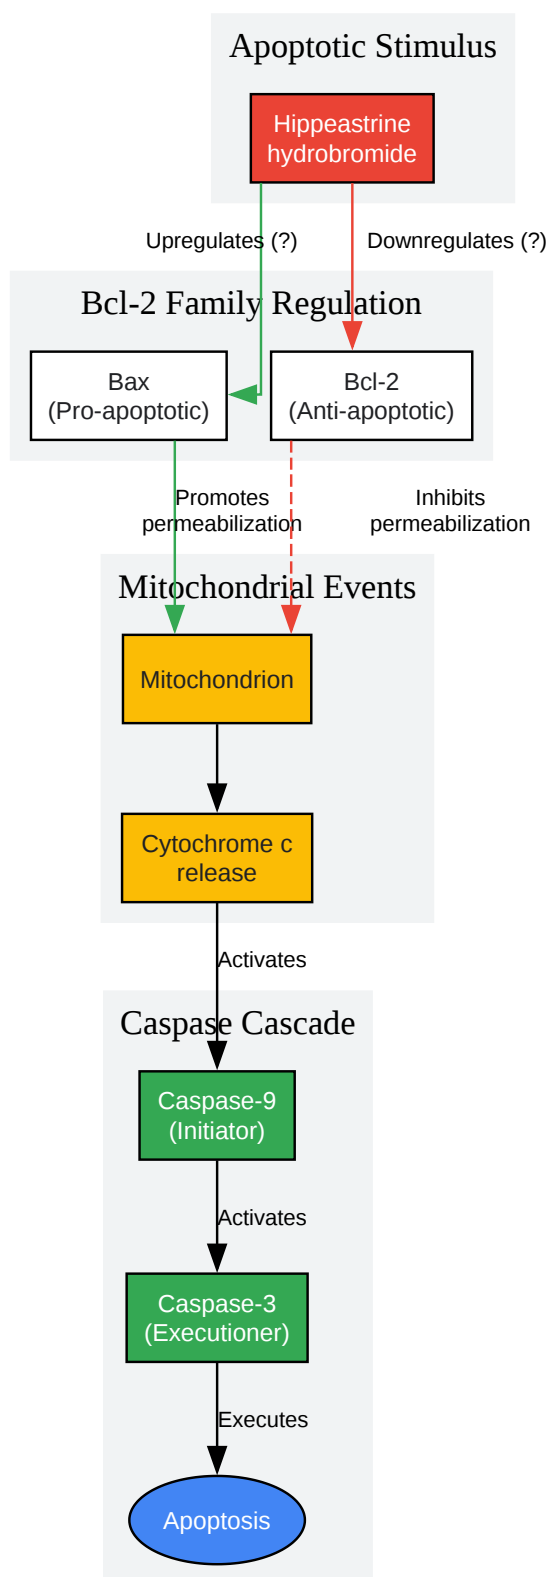 Apoptotic Stimulus
Hippeastrine
hydrobromide
Upregulates (?)
Downregulates (?)
Bcl-2 Family Regulation
Bax
(Pro-apoptotic)
Bcl-2
(Anti-apoptotic)
Promotes
permeabilization
Inhibits
permeabilization
Mitochondrial Events
Mitochondrion
Cytochrome c
release
Activates
Caspase Cascade
Caspase-9
(Initiator)
Activates
Caspase-3
(Executioner)
Executes
Apoptosis